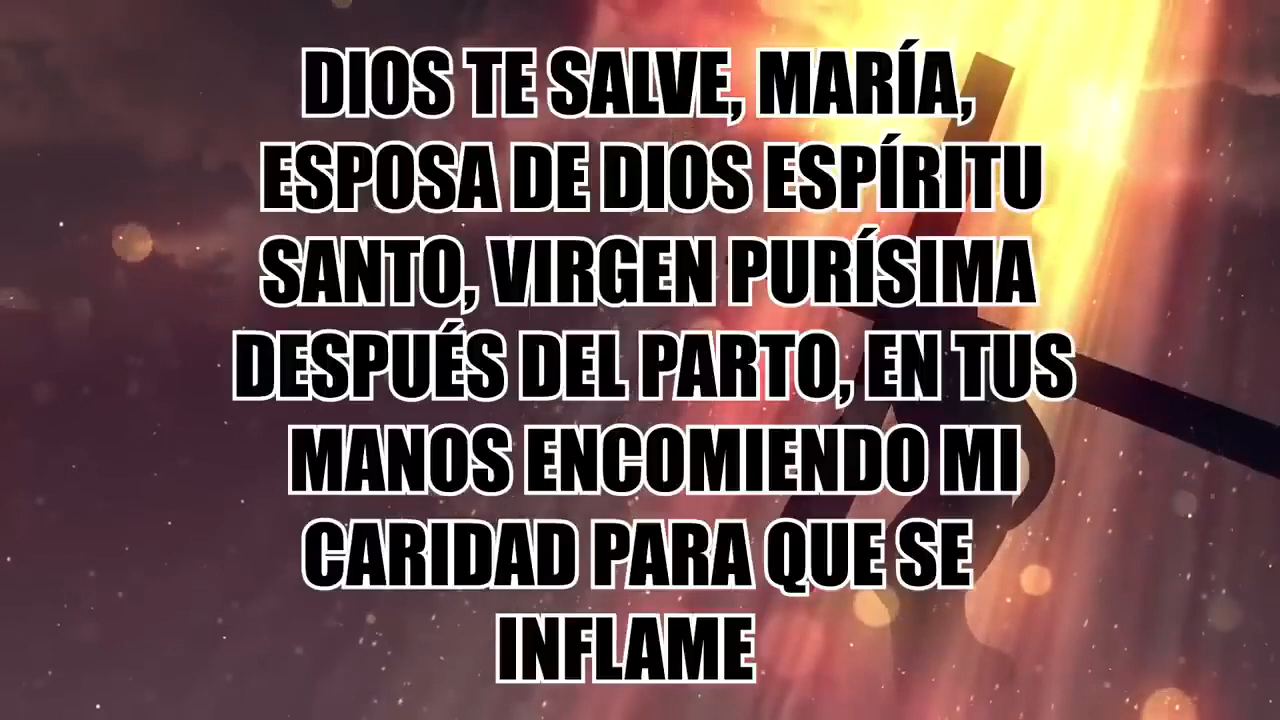 DIOS TE SALVE, MARÍA,
ESPOSA DE DIOS ESPÍRITU
SANTO, VIRGEN PURÍSIMA
DESPUÉS DEL PARTO, EN TUS
MANOS ENCOMIENDO MI
CARIDAD PARA QUE SE
INFLAME